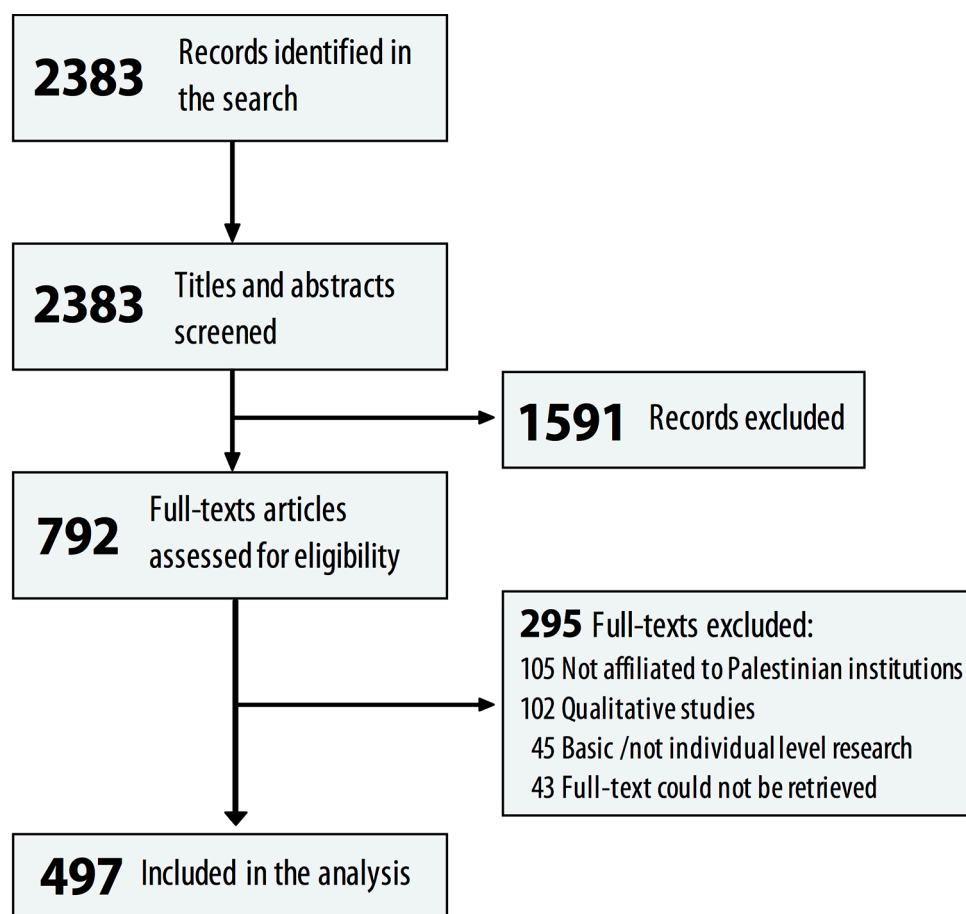 2383 Records identified in
the search
2383 Titles and abstracts
screened
1591 Records excluded
792 Full-texts articles
assessed for eligibility
295 Full-texts excluded:
105 Not affiliated to Palestinian institutions
102 Qualitative studies
45 Basic /not individual level research
43 Full-text could not be retrieved
497 Included in the analysis